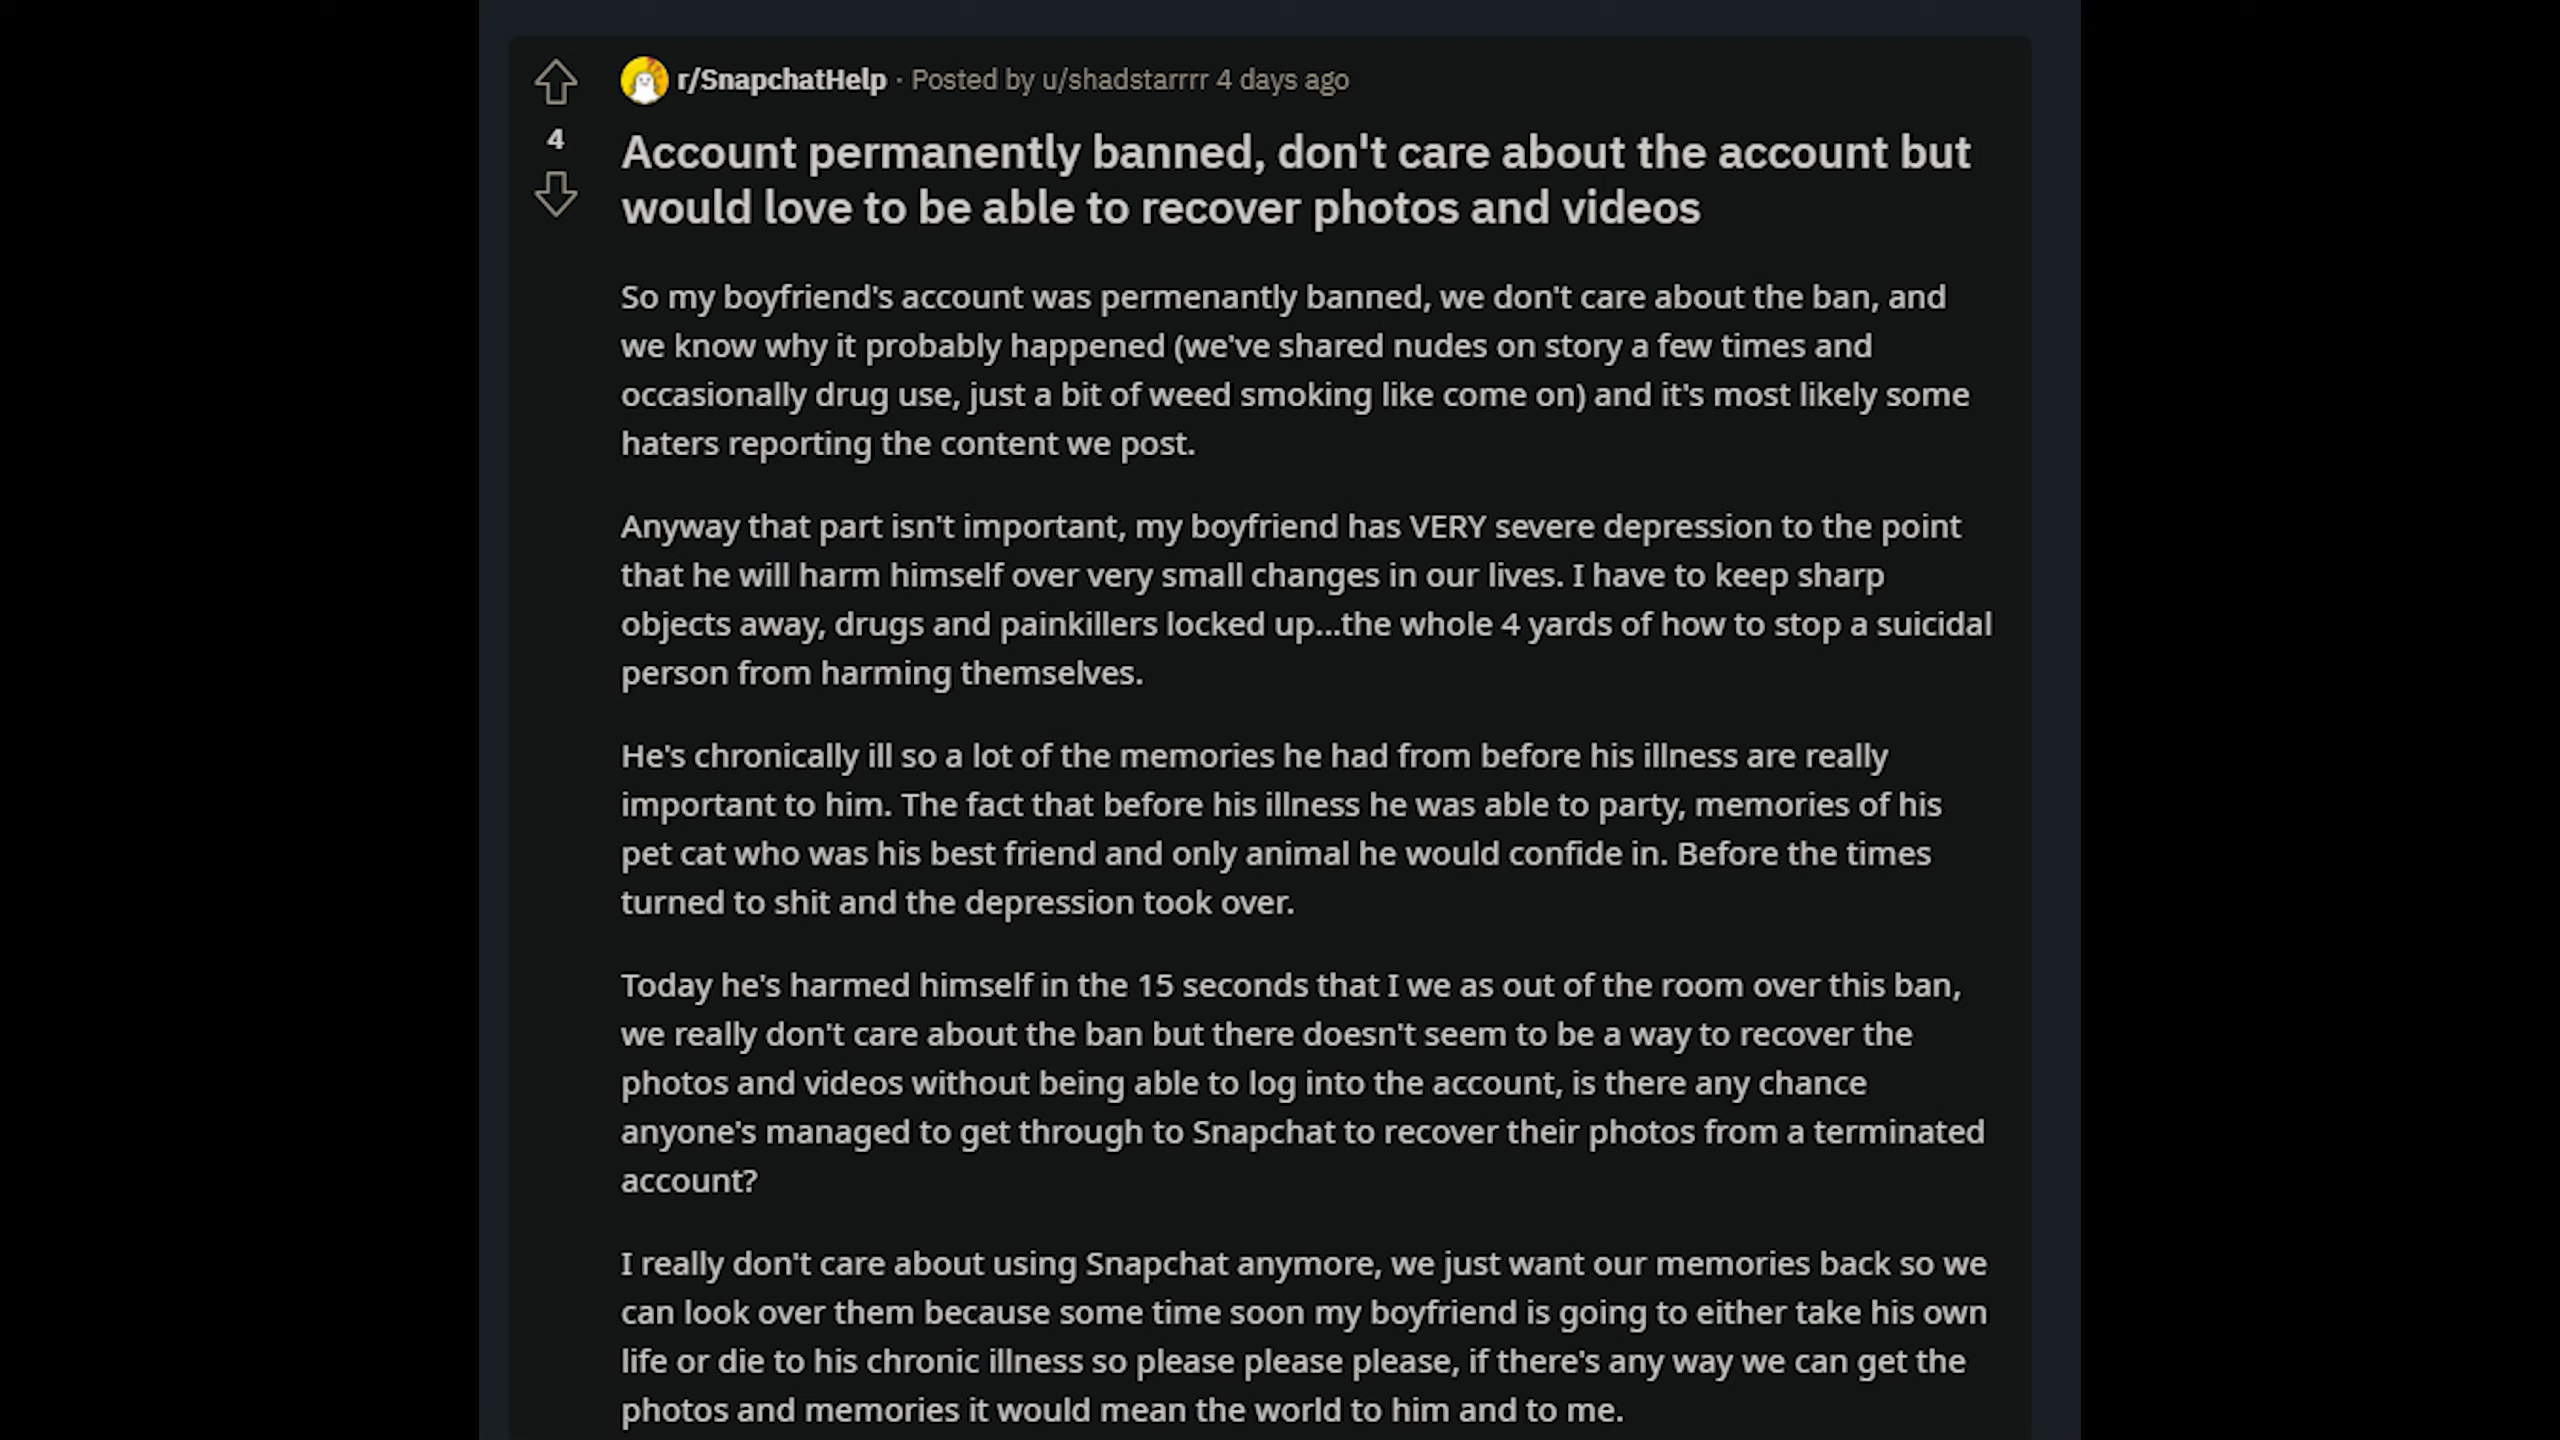 r/SnapchatHelp · Posted by u/shadstarrrr 4 days ago
4
Account permanently banned, don't care about the account but
would love to be able to recover photos and videos
So my boyfriend's account was permenantly banned, we don't care about the ban, and
we know why it probably happened (we've shared nudes on story a few times and
occasionally drug use, just a bit of weed smoking like come on) and it's most likely some
haters reporting the content we post.
Anyway that part isn't important, my boyfriend has VERY severe depression to the point
that he will harm himself over very small changes in our lives. I have to keep sharp
objects away, drugs and painkillers locked up...the whole 4 yards of how to stop a suicidal
person from harming themselves.
He's chronically ill so a lot of the memories he had from before his illness are really
important to him. The fact that before his illness he was able to party, memories of his
pet cat who was his best friend and only animal he would confide in. Before the times
turned to shit and the depression took over.
Today he's harmed himself in the 15 seconds that I we as out of the room over this ban,
we really don't care about the ban but there doesn't seem to be a way to recover the
photos and videos without being able to log into the account, is there any chance
anyone's managed to get through to Snapchat to recover their photos from a terminated
account?
I really don't care about using Snapchat anymore, we just want our memories back so we
can look over them because some time soon my boyfriend is going to either take his own
life or die to his chronic illness so please please please, if there's any way we can get the
photos and memories it would mean the world to him and to me.